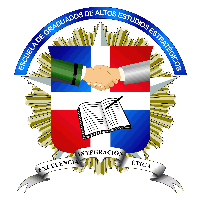 ESCUELA DE GRADUADOS DE ALTOS ESTUDIOS ESTRATÉGICOS
EXCELENCIA INTEGRACIÓN ÉTICA